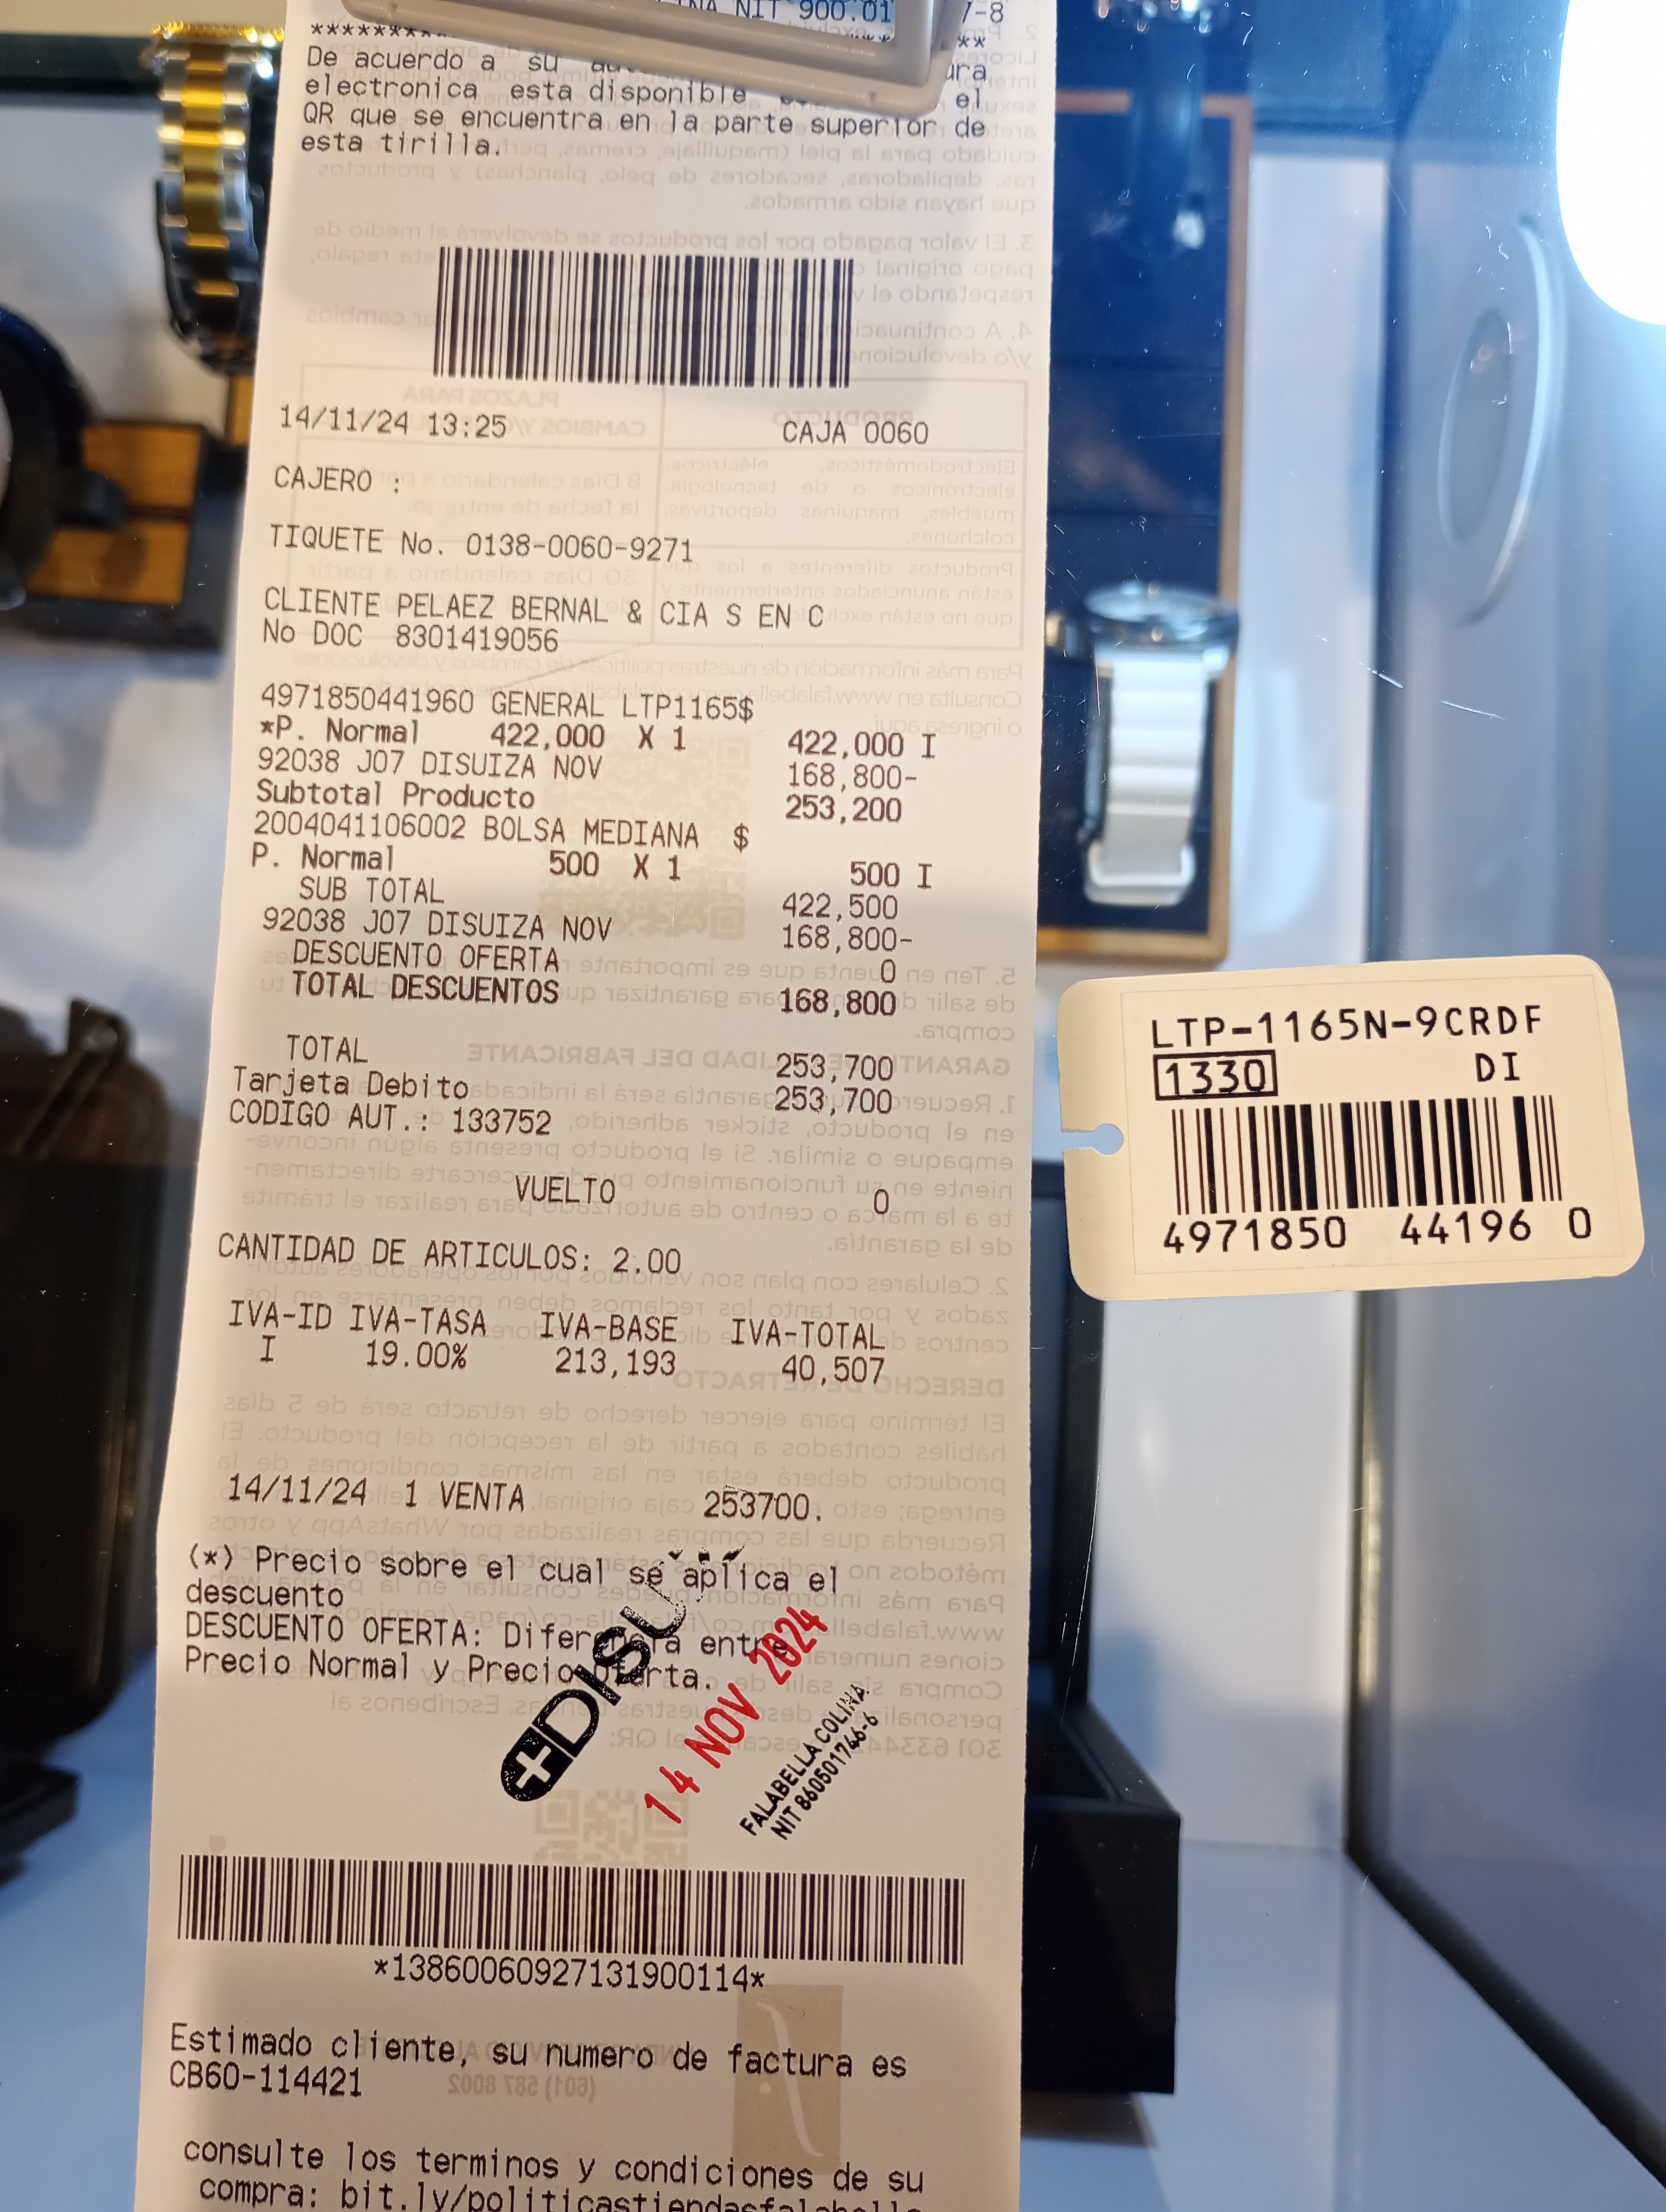 NIT 900.01
7-8
**********
**
De acuerdo a su
electronica esta disponible el
QR que se encuentra en la parte superior de
esta tirilla.
14/11/24 13:25 CAJA 0060
CAJERO :
TIQUETE No. 0138-0060-9271
CLIENTE PELAEZ BERNAL & CIA S EN C
No DOC 8301419056
4971850441960 GENERAL LTP1165$
*P. Normal 422,000 X 1 422,000 I
92038 J07 DISUIZA NOV 168,800-
Subtotal Producto 253,200
2004041106002 BOLSA MEDIANA $
P. Normal 500 X 1 500 I
SUB TOTAL 422,500
92038 J07 DISUIZA NOV 168,800-
DESCUENTO OFERTA 0
TOTAL DESCUENTOS 168,800
TOTAL 253,700
Tarjeta Debito 253,700
CODIGO AUT.: 133752
VUELTO 0
CANTIDAD DE ARTICULOS: 2.00
IVA-ID IVA-TASA IVA-BASE IVA-TOTAL
I 19.00% 213,193 40,507
14/11/24 1 VENTA 253700.
(*) Precio sobre el cual se aplica el
descuento
DESCUENTO OFERTA: Diferencia entre
Precio Normal y Precio Oferta.
DISU
14 NOV 2024
FALABELLA COLINA
NIT 860501746-6
*13860060927131900114*
Estimado cliente, su numero de factura es
CB60-114421
consulte los terminos y condiciones de su
compra: bit.ly/politicastiendasfalabella
LTP-1165N-9CRDF
1330 DI
4971850 44196 0